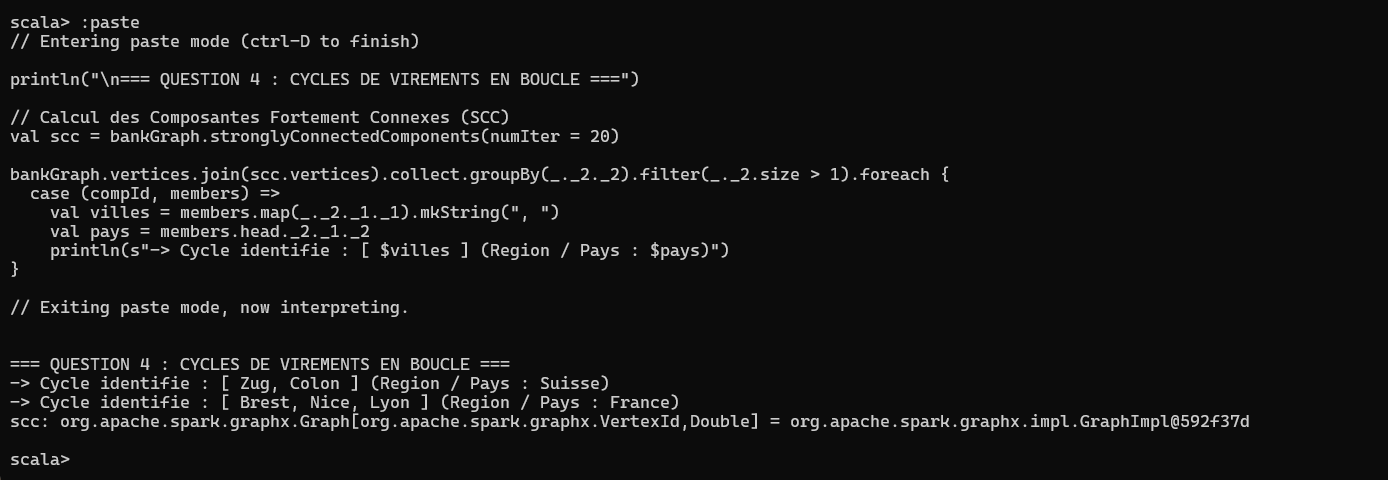 scala> :paste
// Entering paste mode (ctrl-D to finish)
println("\n=== QUESTION 4 : CYCLES DE VIREMENTS EN BOUCLE ===")
// Calcul des Composantes Fortement Connexes (SCC)
val scc = bankGraph.stronglyConnectedComponents(numIter = 20)
bankGraph.vertices.join(scc.vertices).collect.groupBy(_._2._2).filter(_._2.size > 1).foreach {
  case (compId, members) =>
    val villes = members.map(_._2._1._1).mkString(", ")
    val pays = members.head._2._1._2
    println(s"-> Cycle identifie : [ $villes ] (Region / Pays : $pays)")
}
// Exiting paste mode, now interpreting.
=== QUESTION 4 : CYCLES DE VIREMENTS EN BOUCLE ===
-> Cycle identifie : [ Zug, Colon ] (Region / Pays : Suisse)
-> Cycle identifie : [ Brest, Nice, Lyon ] (Region / Pays : France)
scc: org.apache.spark.graphx.Graph[org.apache.spark.graphx.VertexId,Double] = org.apache.spark.graphx.impl.GraphImpl@592f37d
scala>